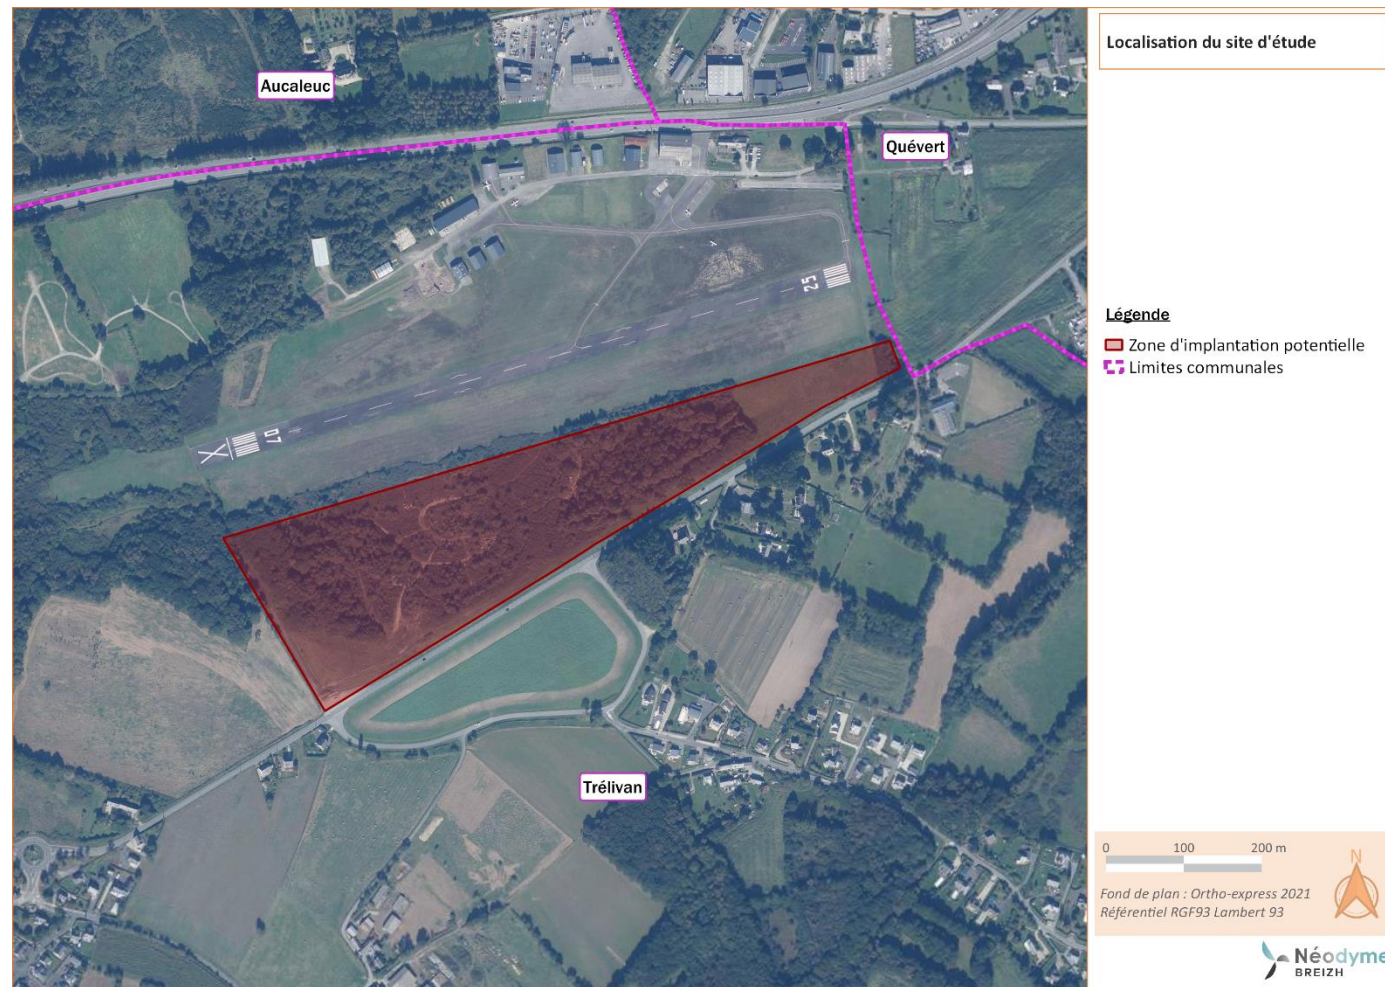 Localisation du site d'étude
Aucaleuc
Quévert
25
07
Trélivan
Légende
Zone d'implantation potentielle
Limites communales
0 100 200 m
N
Fond de plan : Ortho-express 2021
Référentiel RGF93 Lambert 93
Néodyme
BREIZH